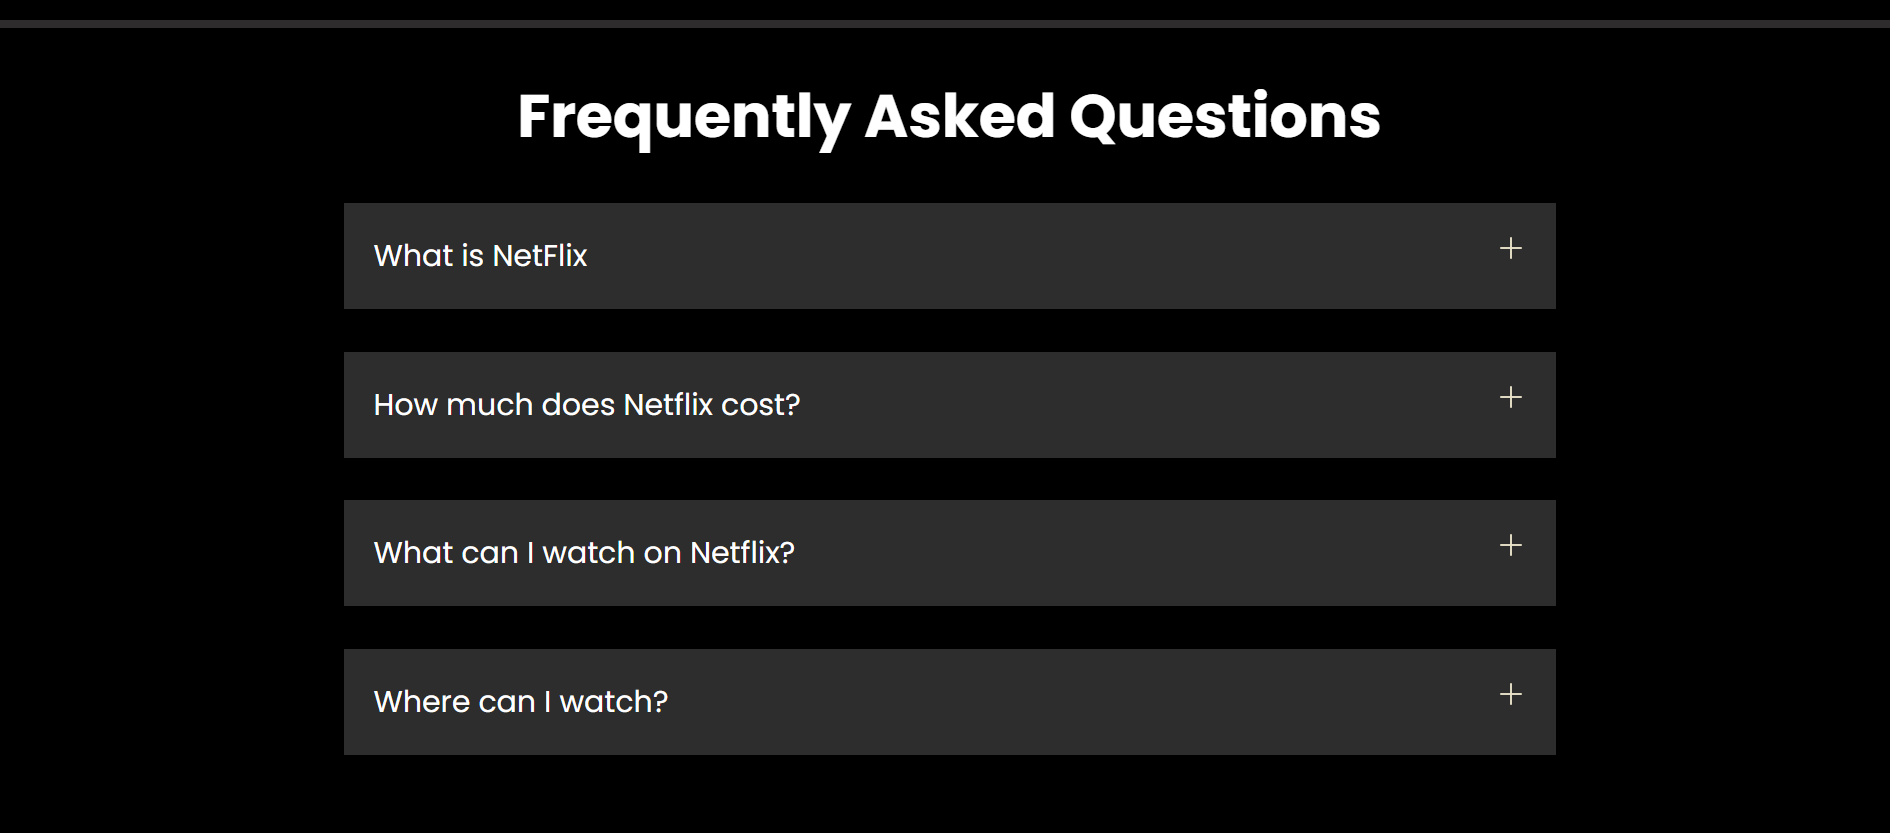 Frequently Asked Questions
What is NetFlix
How much does Netflix cost?
What can I watch on Netflix?
Where can I watch?